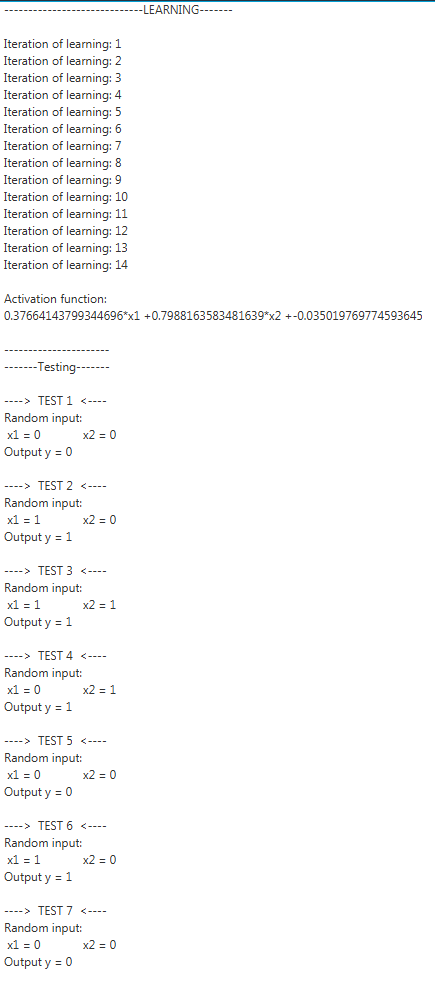 -----------------------------LEARNING-------
Iteration of learning: 1
Iteration of learning: 2
Iteration of learning: 3
Iteration of learning: 4
Iteration of learning: 5
Iteration of learning: 6
Iteration of learning: 7
Iteration of learning: 8
Iteration of learning: 9
Iteration of learning: 10
Iteration of learning: 11
Iteration of learning: 12
Iteration of learning: 13
Iteration of learning: 14
Activation function:
0.37664143799344696*x1 +0.7988163583481639*x2 +-0.035019769774593645
----------------------
-------Testing-------
----> TEST 1 <----
Random input:
x1 = 0 x2 = 0
Output y = 0
----> TEST 2 <----
Random input:
x1 = 1 x2 = 0
Output y = 1
----> TEST 3 <----
Random input:
x1 = 1 x2 = 1
Output y = 1
----> TEST 4 <----
Random input:
x1 = 0 x2 = 1
Output y = 1
----> TEST 5 <----
Random input:
x1 = 0 x2 = 0
Output y = 0
----> TEST 6 <----
Random input:
x1 = 1 x2 = 0
Output y = 1
----> TEST 7 <----
Random input:
x1 = 0 x2 = 0
Output y = 0